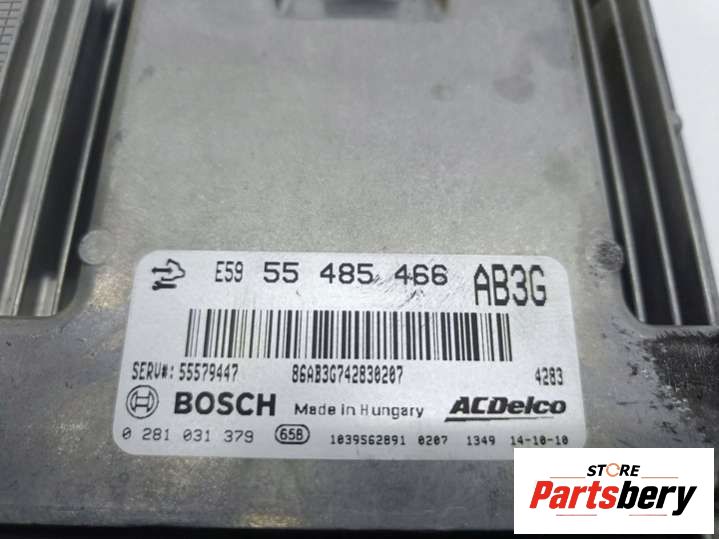 E59 55 485 466 AB3G
SERV#: 55579447 86AB3G742830207 4283
BOSCH Made in Hungary ACDelco
0 281 031 379 658 1039S62891 0207 1349 14-10-10
STORE
Partsbery